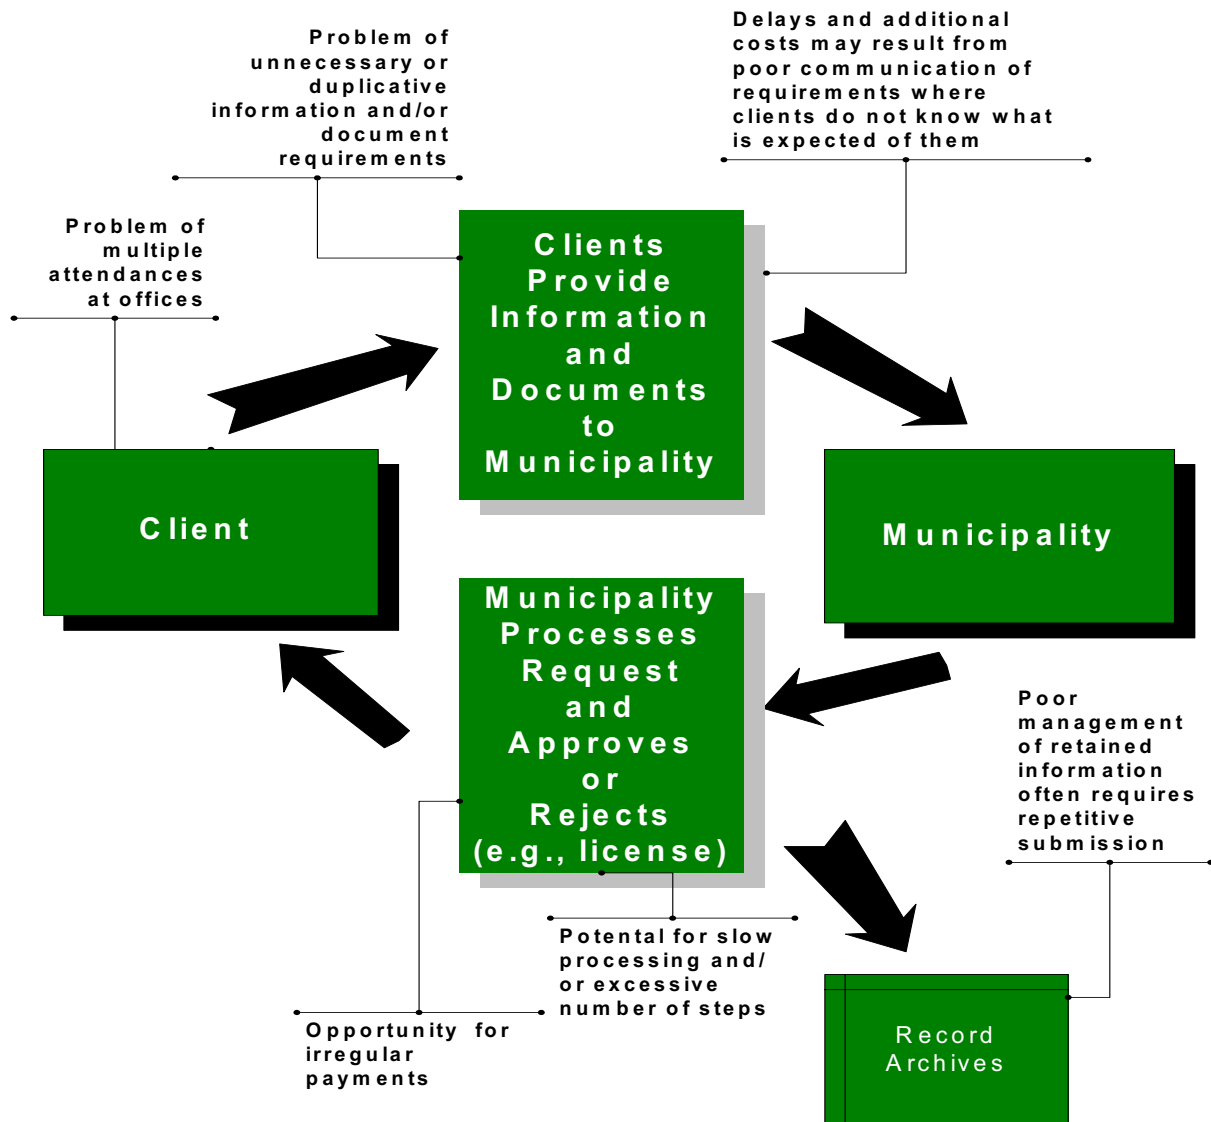 Problem of
unnecessary or
duplicative
information and/or
document
requirements
Delays and additional
costs may result from
poor communication of
requirements where
clients do not know what
is expected of them
Problem of
multiple
attendances
at offices
Clients
Provide
Information
and
Documents
to
Municipality
Client
Municipality
Municipality
Processes
Request
and
Approves
or
Rejects
(e.g., license)
Poor
management
of retained
information
often requires
repetitive
submission
Potental for slow
processing and/
or excessive
number of steps
Opportunity for
irregular
payments
Record
Archives